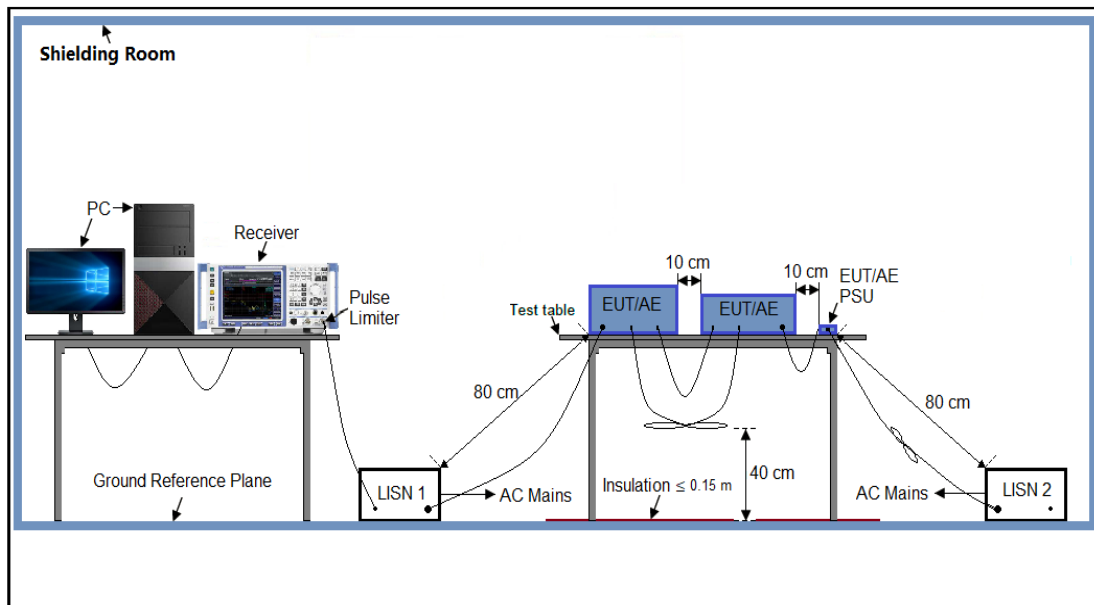 Shielding Room
PC
Receiver
Pulse
Limiter
10 cm
10 cm
EUT/AE
PSU
EUT/AE
EUT/AE
Test table
80 cm
80 cm
40 cm
Ground Reference Plane
LISN 1
AC Mains
Insulation ≤ 0.15 m
AC Mains
LISN 2